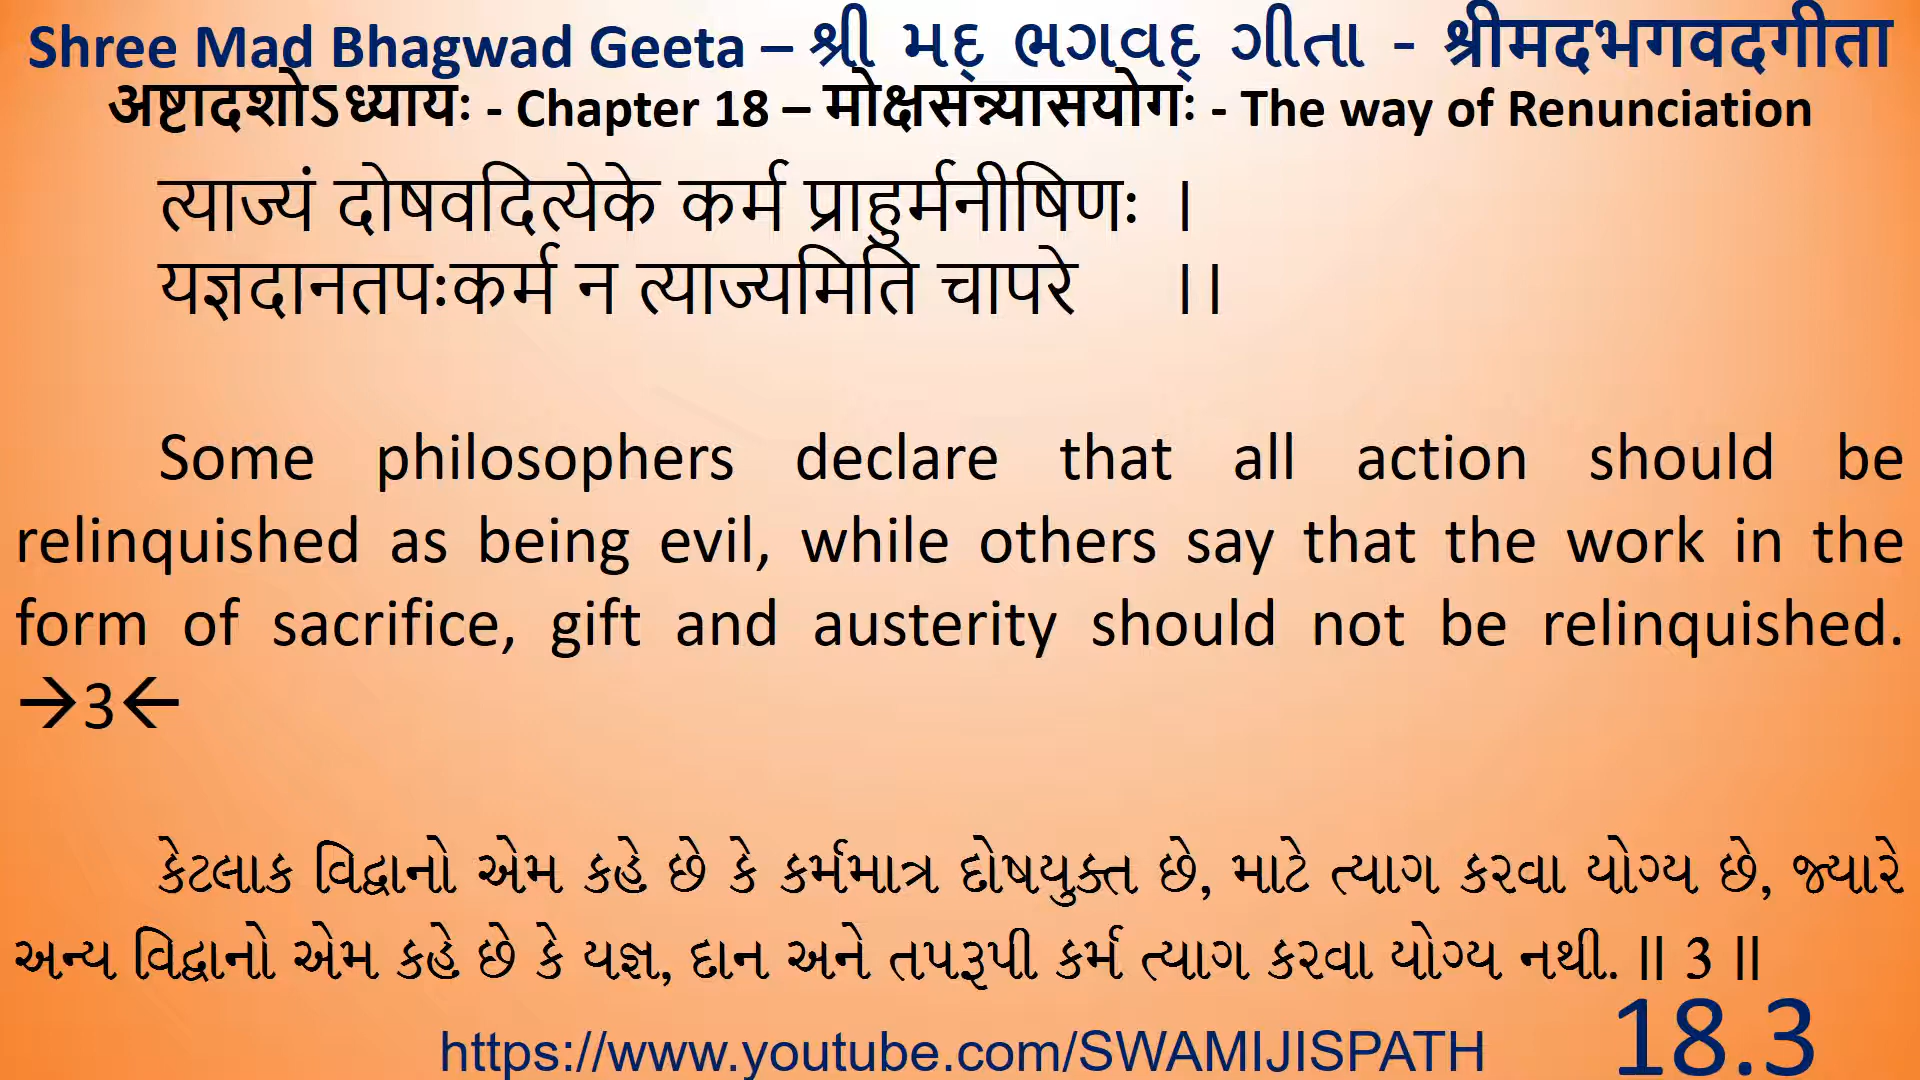 Shree Mad Bhagwad Geeta – શ્રી મદ્ ભગવદ્ ગીતા - श्रीमदभगवदगीता
अष्टादशोऽध्यायः - Chapter 18 – मोक्षसंन्यासयोगः - The way of Renunciation
त्याज्यं दोषवदित्येके कर्म प्राहुर्मनीषिणः ।
यज्ञदानतपःकर्म न त्याज्यमिति चापरे ।।
Some philosophers declare that all action should be
relinquished as being evil, while others say that the work in the
form of sacrifice, gift and austerity should not be relinquished.
→3←
કેટલાક વિદ્વાનો એમ કહે છે કે કર્મમાત્ર દોષયુક્ત છે, માટે ત્યાગ કરવા યોગ્ય છે, જ્યારે
અન્ય વિદ્વાનો એમ કહે છે કે યજ્ઞ, દાન અને તપરૂપી કર્મ ત્યાગ કરવા યોગ્ય નથી. ॥ 3 ॥
https://www.youtube.com/SWAMIJISPATH 18.3